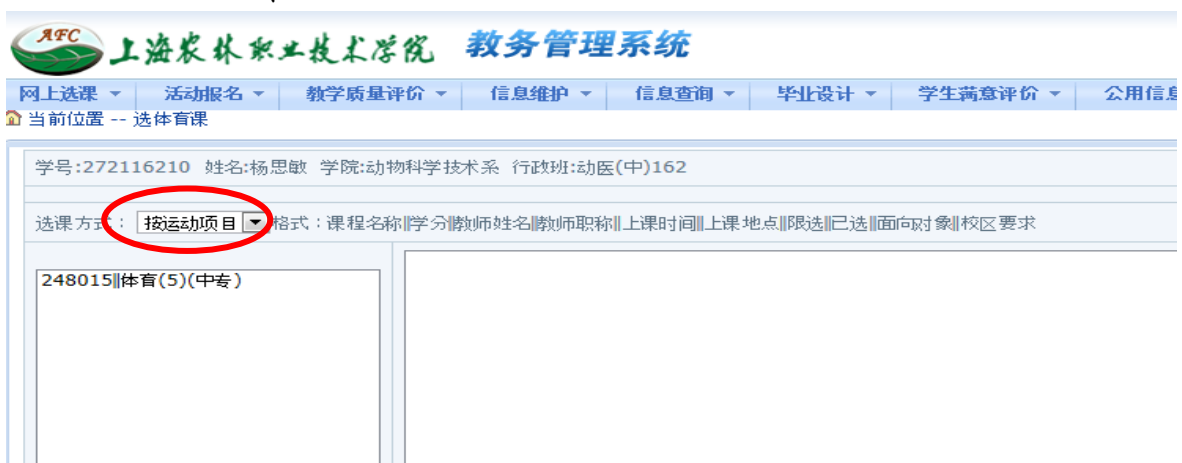 AFC 上海农林职业技术学院 教务管理系统
网上选课 活动报名 教学质量评价 信息维护 信息查询 毕业设计 学生满意评价 公用信息
当前位置 -- 选体育课
学号:272116210 姓名:杨思敏 学院:动物科学技术系 行政班:动医(中)162
选课方式： 按运动项目 格式：课程名称||学分||教师姓名||教师职称||上课时间||上课地点||限选||已选||面向对象||校区要求
248015||体育(5)(中专)